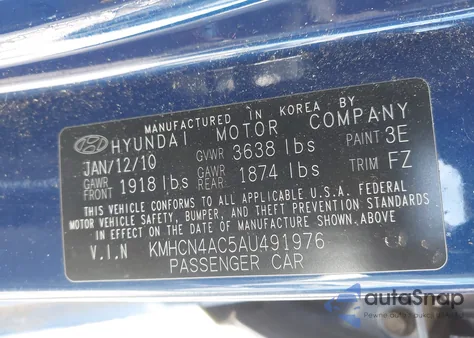 MANUFACTURED IN KOREA BY
HYUNDAI MOTOR COMPANY
JAN/12/10 GVWR 3638 lbs PAINT 3E
GAWR FRONT 1918 lbs GAWR REAR 1874 lbs TRIM FZ
THIS VEHICLE CONFORMS TO ALL APPLICABLE U.S.A. FEDERAL
MOTOR VEHICLE SAFETY, BUMPER, AND THEFT PREVENTION STANDARDS
IN EFFECT ON THE DATE OF MANUFACTURE SHOWN ABOVE
V.I.N KMHCN4AC5AU491976
PASSENGER CAR
autoSnap